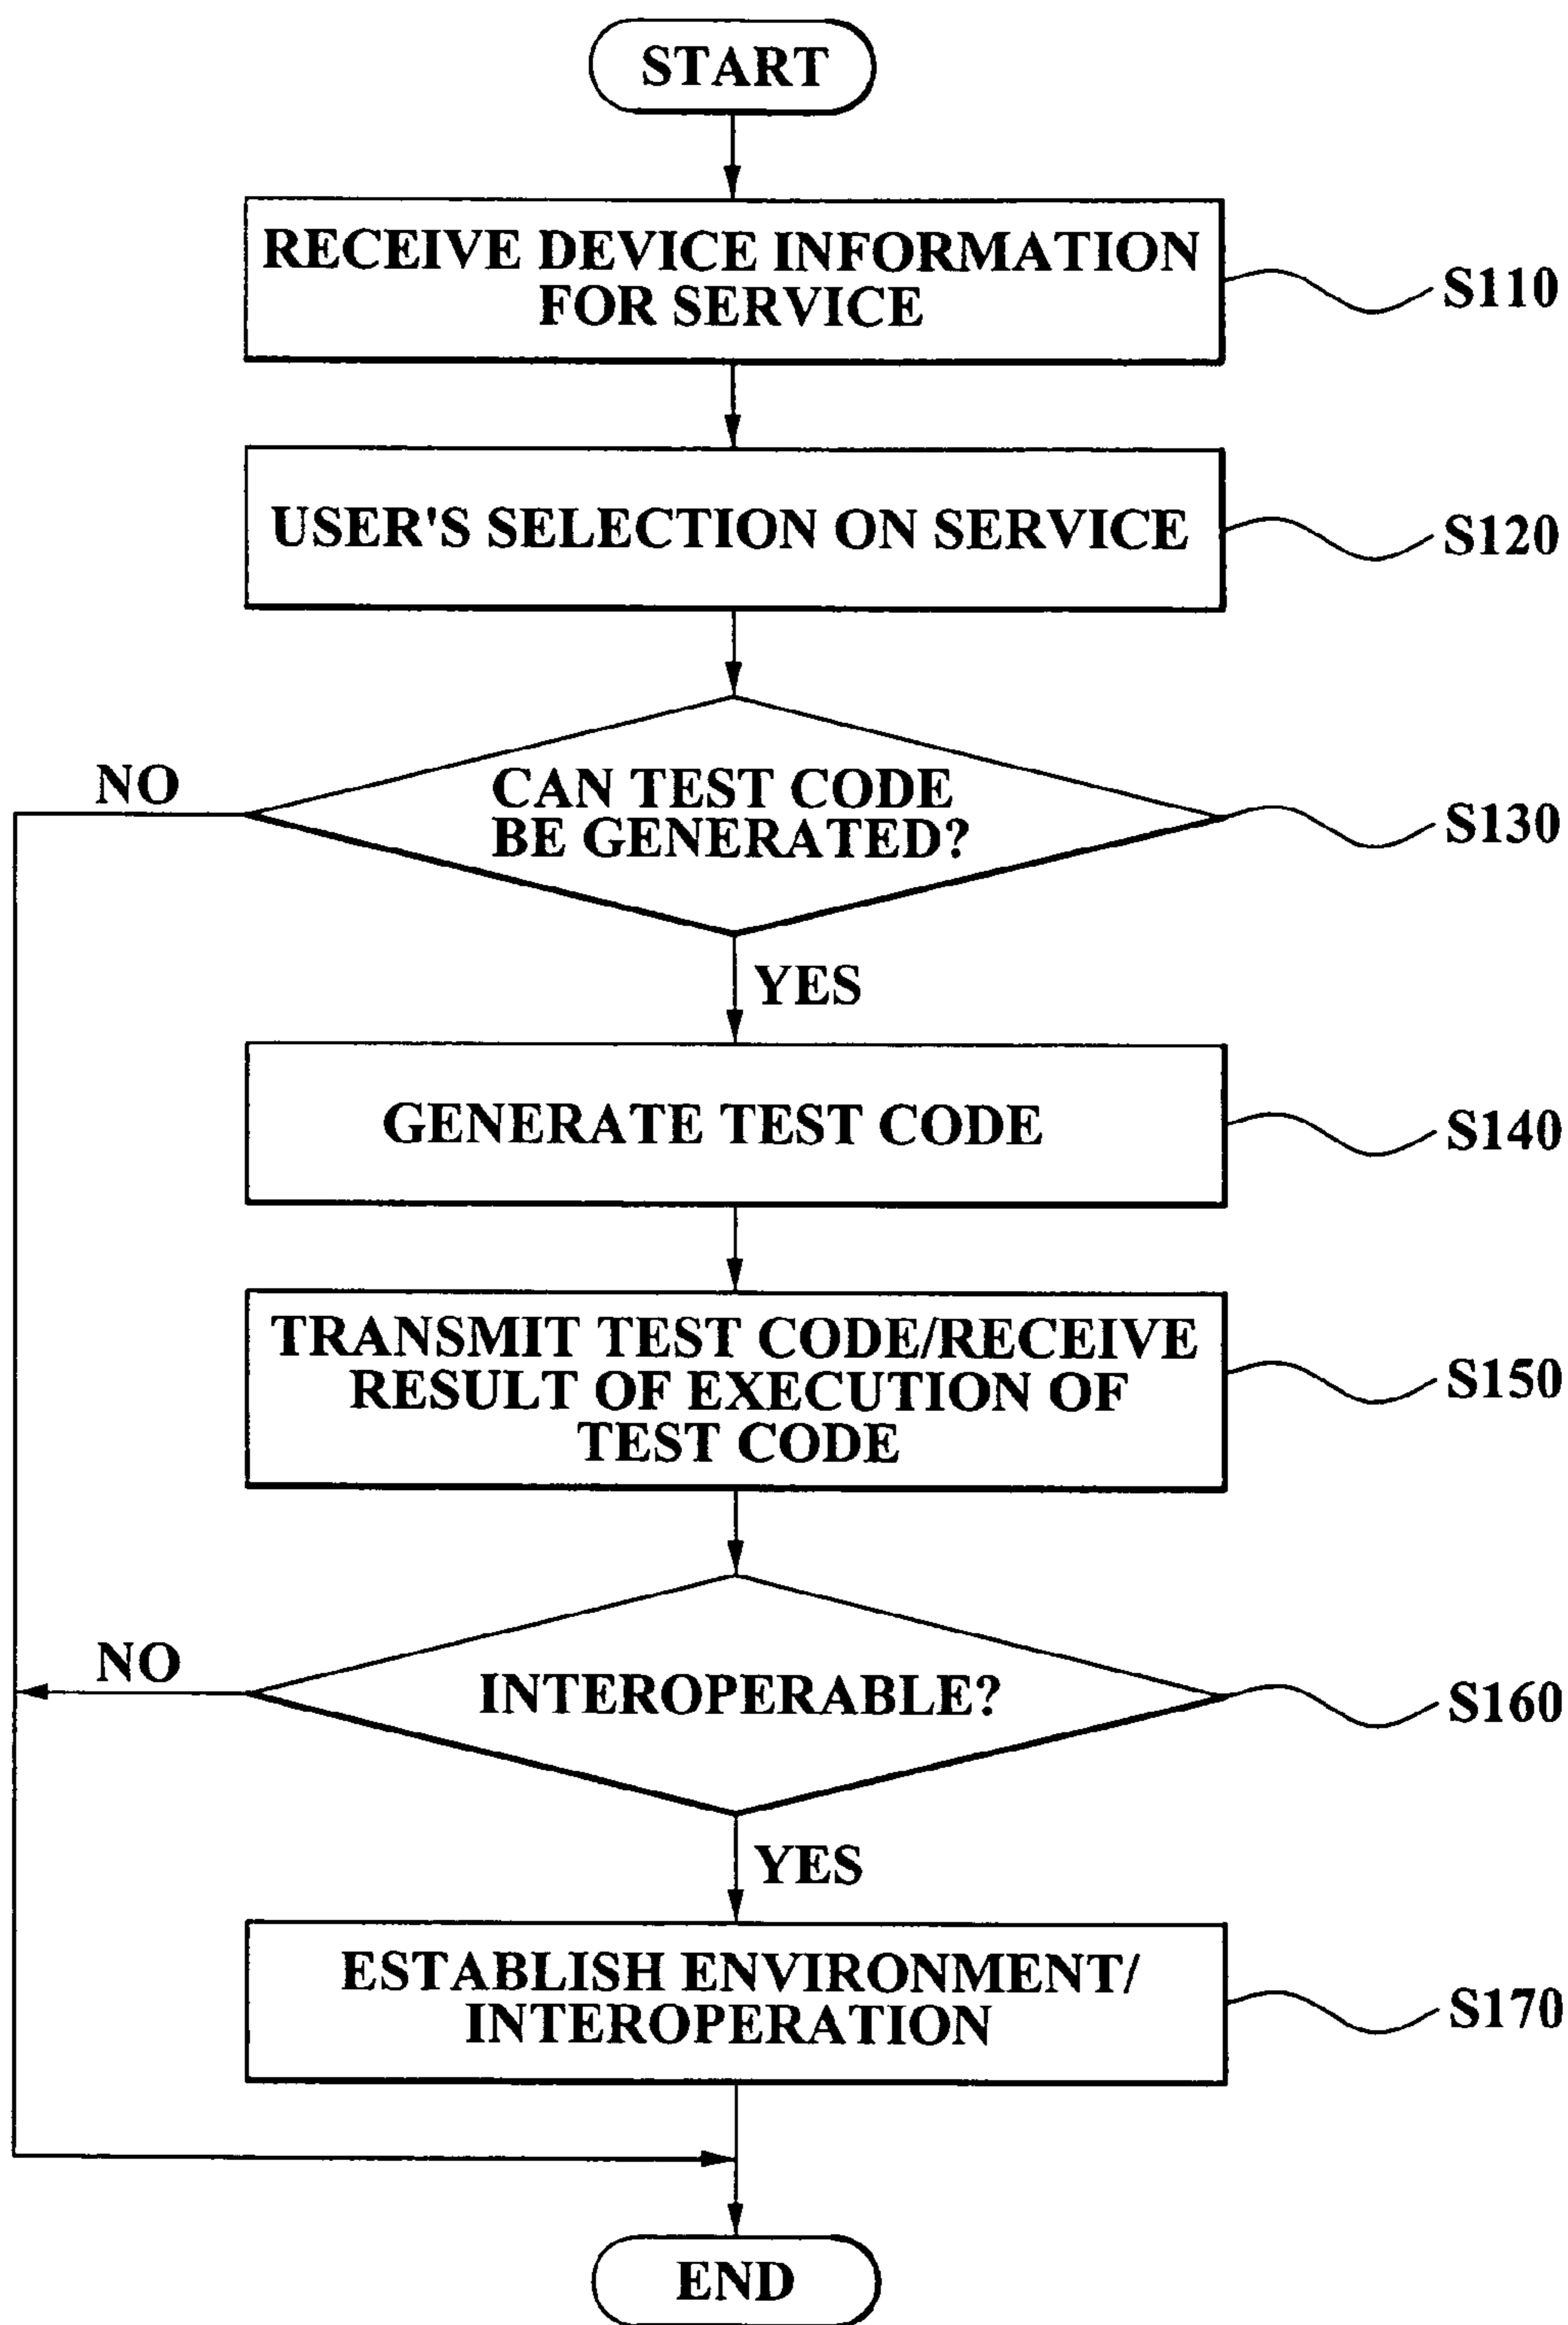 START
RECEIVE DEVICE INFORMATION
FOR SERVICE
S110
USER'S SELECTION ON SERVICE
S120
NO
CAN TEST CODE
BE GENERATED?
S130
YES
GENERATE TEST CODE
S140
TRANSMIT TEST CODE/RECEIVE
RESULT OF EXECUTION OF
TEST CODE
S150
NO
INTEROPERABLE?
S160
YES
ESTABLISH ENVIRONMENT/
INTEROPERATION
S170
END